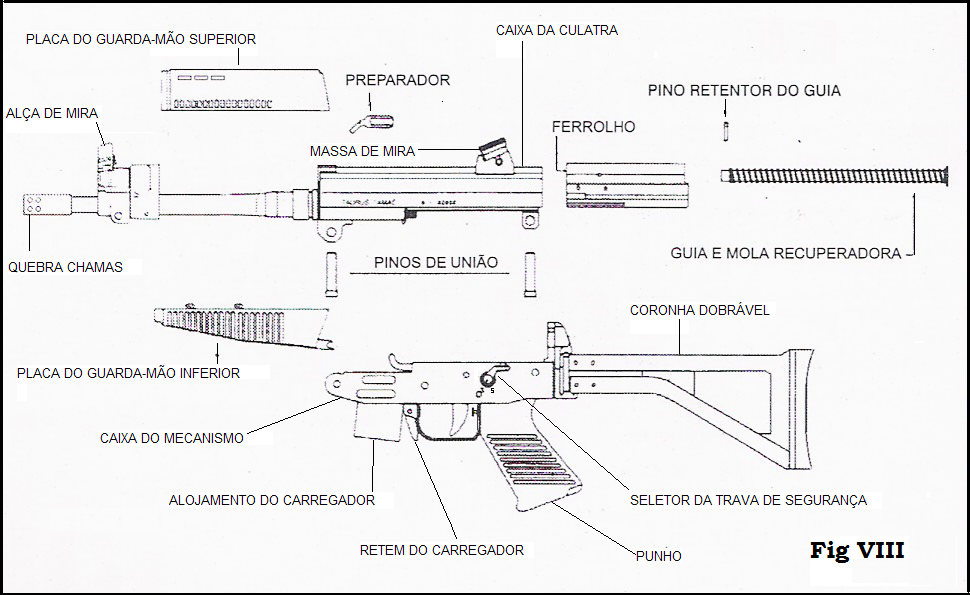 CAIXA DA CULATRA
PLACA DO GUARDA-MÃO SUPERIOR
PREPARADOR
PINO RETENTOR DO GUIA
ALÇA DE MIRA
FERROLHO
MASSA DE MIRA
TAURUS
GUIA E MOLA RECUPERADORA
PINOS DE UNIÃO
QUEBRA CHAMAS
CORONHA DOBRÁVEL
PLACA DO GUARDA-MÃO INFERIOR
S
CAIXA DO MECANISMO
ALOJAMENTO DO CARREGADOR
SELETOR DA TRAVA DE SEGURANÇA
RETEM DO CARREGADOR
PUNHO
Fig VIII